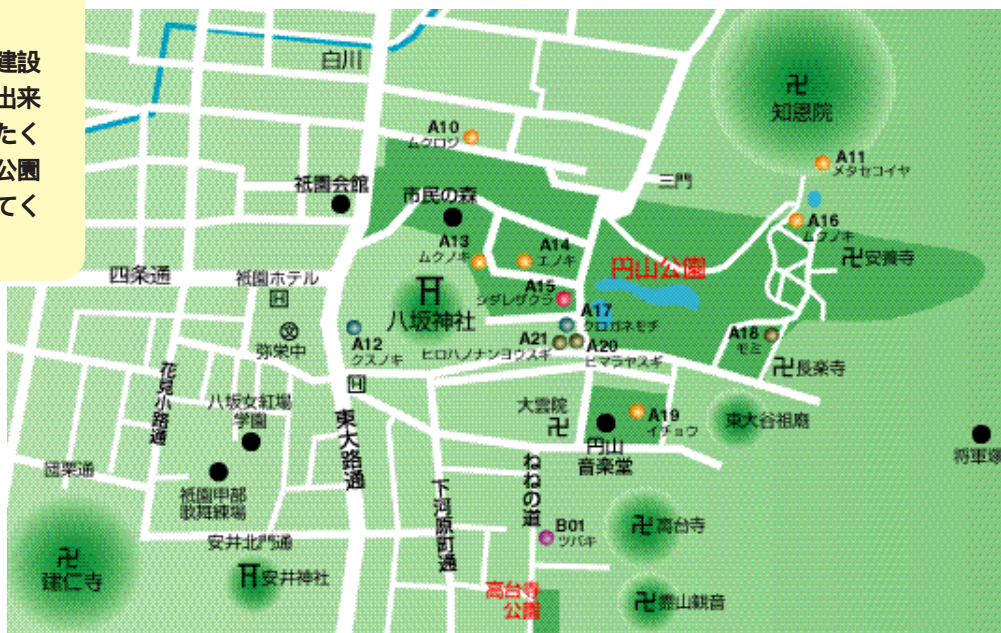 建設
出来
たく
公園
てく
白川
卍
知恩院
A10
ムクロジ
A11
メタセコイヤ
祇園会館
市民の森
三門
A16
ムクノキ
卍安養寺
A13
ムクノキ
A14
エノキ
円山公園
四条通
祇園ホテル
H
A15
シダレザクラ
八坂神社
A17
クロガネモチ
文
弥栄中
A12
クスノキ
A21
ヒロハノナンヨウスギ
A20
ヒマラヤスギ
A18
モミ
卍長楽寺
H
花見小路通
八坂女紅場
学園
東大路通
大雲院
卍
A19
イチョウ
円山
音楽堂
東大谷祖廟
将軍塚
団栗通
祇園甲部
歌舞練場
下河原町通
ねねの道
B01
ツバキ
卍高台寺
安井北門通
卍
建仁寺
安井神社
高台寺
公園
卍霊山観音